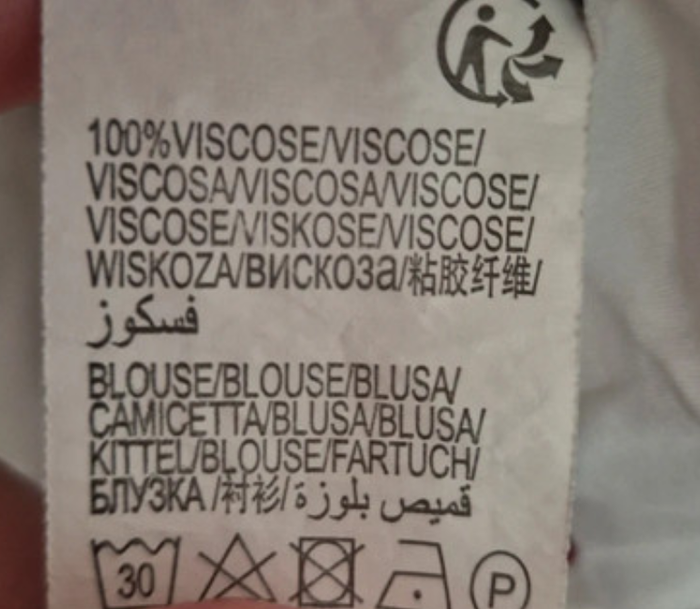 100%VISCOSE/VISCOSE/
VISCOSA/VISCOSA/VISCOSE/
VISCOSE/VISKOSE/VISCOSE/
WISKOZA/ВИСКОЗа/粘胶纤维/
فسكوز
BLOUSE/BLOUSE/BLUSA/
CAMICETTA/BLUSA/BLUSA/
KITTEL/BLOUSE/FARTUCH/
БЛУЗКА /衬衫/ قميص بلوزة
30 P